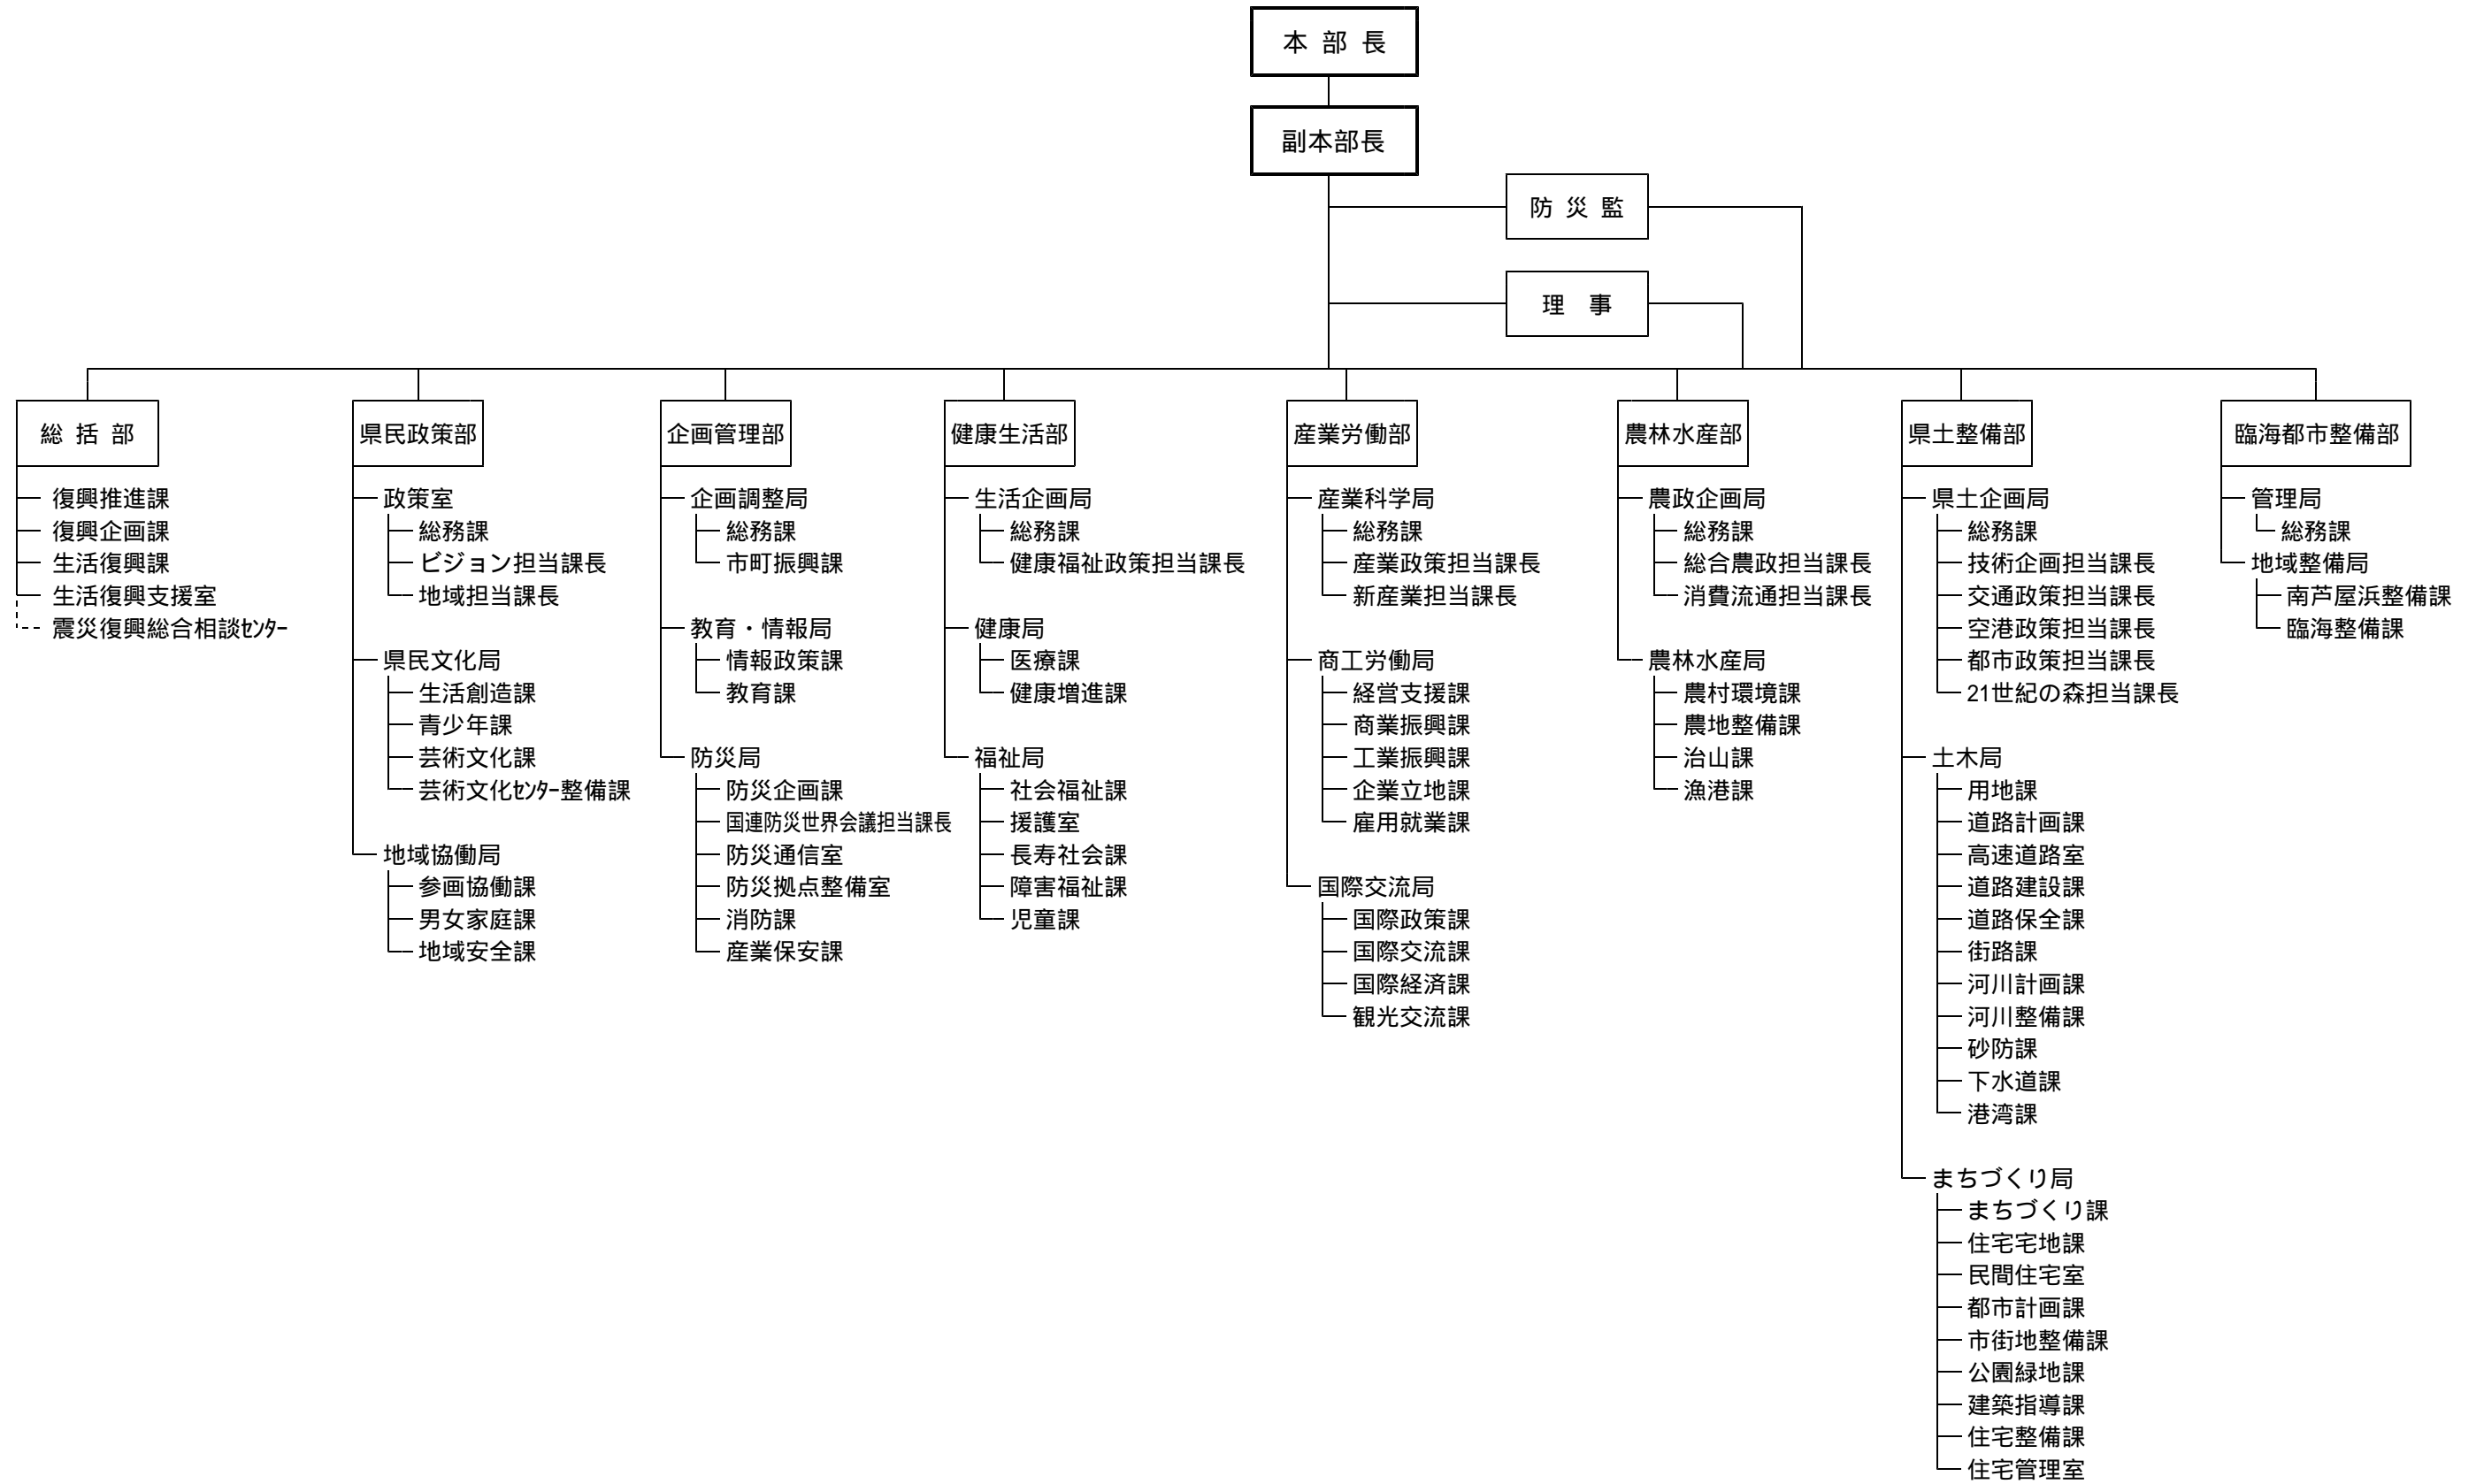 本部長
副本部長
防災監
理　事
総括部
復興推進課
復興企画課
生活復興課
生活復興支援室
震災復興総合相談ｾﾝﾀｰ
県民政策部
政策室
総務課
ビジョン担当課長
地域担当課長
県民文化局
生活創造課
青少年課
芸術文化課
芸術文化ｾﾝﾀｰ整備課
地域協働局
参画協働課
男女家庭課
地域安全課
企画管理部
企画調整局
総務課
市町振興課
教育・情報局
情報政策課
教育課
防災局
防災企画課
国連防災世界会議担当課長
防災通信室
防災拠点整備室
消防課
産業保安課
健康生活部
生活企画局
総務課
健康福祉政策担当課長
健康局
医療課
健康増進課
福祉局
社会福祉課
援護室
長寿社会課
障害福祉課
児童課
産業労働部
産業科学局
総務課
産業政策担当課長
新産業担当課長
商工労働局
経営支援課
商業振興課
工業振興課
企業立地課
雇用就業課
国際交流局
国際政策課
国際交流課
国際経済課
観光交流課
農林水産部
農政企画局
総務課
総合農政担当課長
消費流通担当課長
農林水産局
農村環境課
農地整備課
治山課
漁港課
県土整備部
県土企画局
総務課
技術企画担当課長
交通政策担当課長
空港政策担当課長
都市政策担当課長
21世紀の森担当課長
土木局
用地課
道路計画課
高速道路室
道路建設課
道路保全課
街路課
河川計画課
河川整備課
砂防課
下水道課
港湾課
まちづくり局
まちづくり課
住宅宅地課
民間住宅室
都市計画課
市街地整備課
公園緑地課
建築指導課
住宅整備課
住宅管理室
臨海都市整備部
管理局
総務課
地域整備局
南芦屋浜整備課
臨海整備課